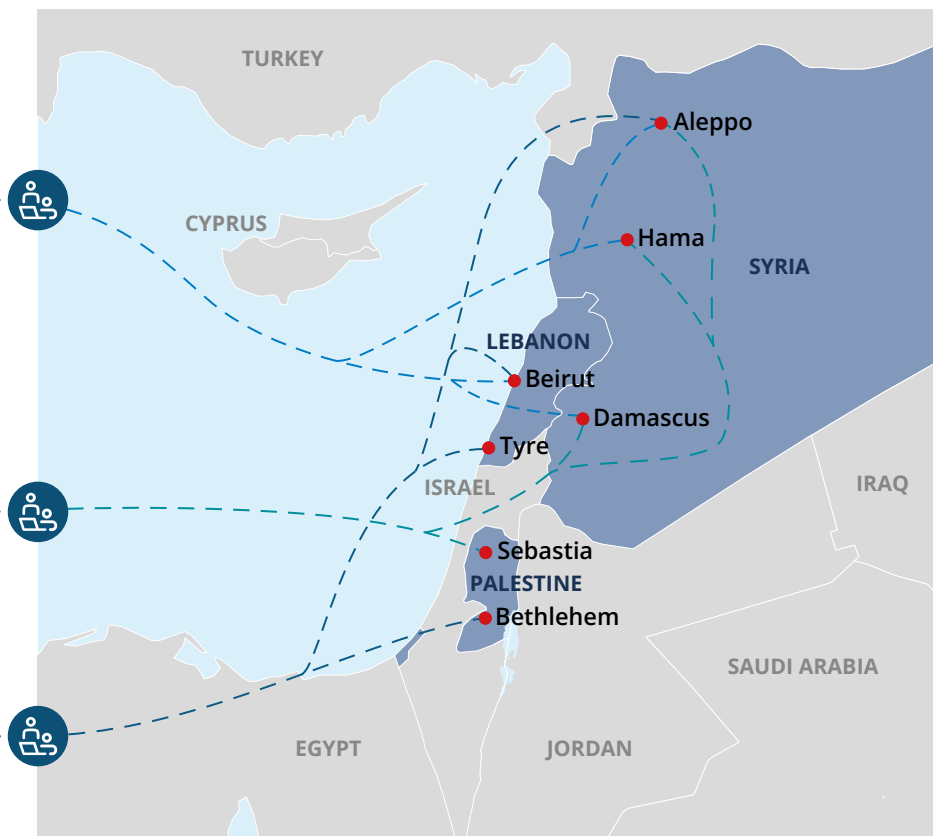 TURKEY
Aleppo
CYPRUS
Hama
SYRIA
LEBANON
Beirut
Damascus
Tyre
ISRAEL
IRAQ
Sebastia
PALESTINE
Bethlehem
SAUDI ARABIA
EGYPT
JORDAN